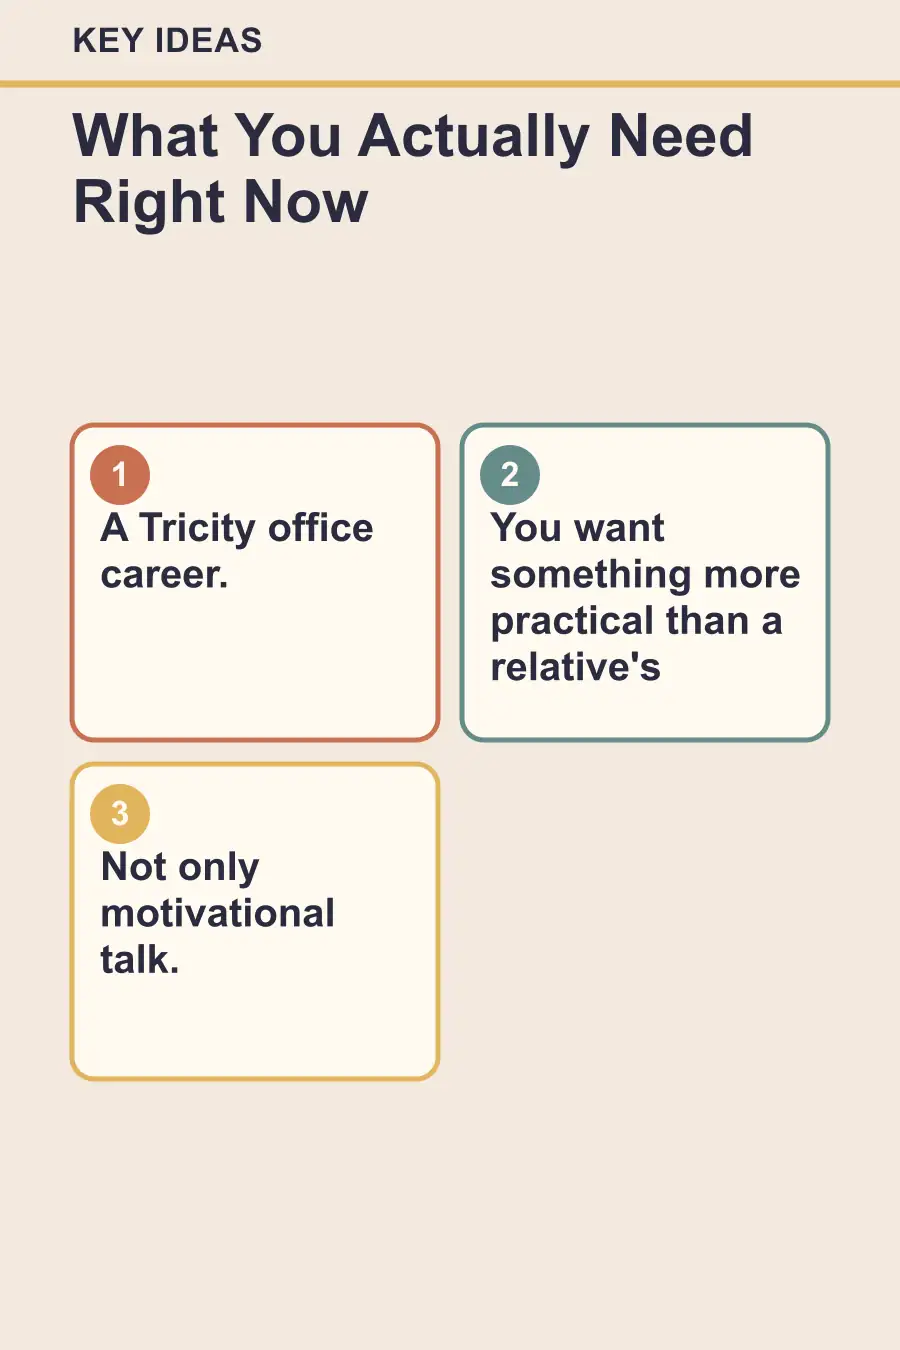 KEY IDEAS
What You Actually Need
Right Now
1
A Tricity office
career.
2
You want
something more
practical than a
relative's
3
Not only
motivational
talk.